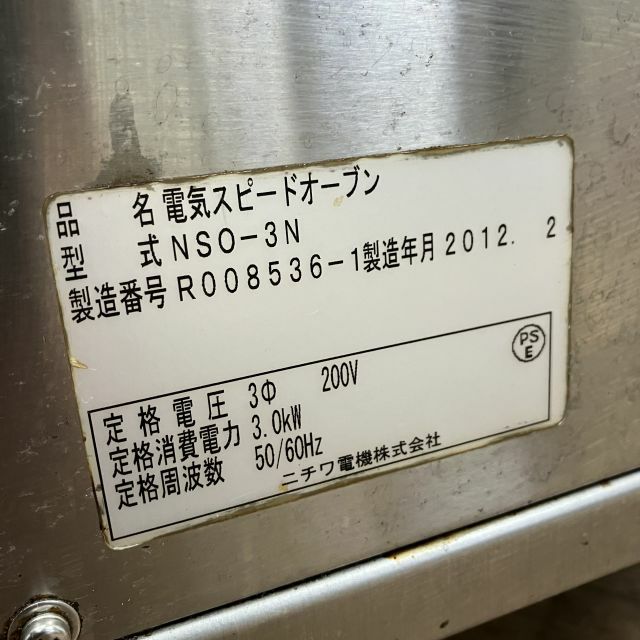 品 名 電気スピードオーブン
型 式 NSO-3N
製造番号 R008536-1製造年月 2012. 2
PS
E
定格電圧 3Φ 200V
定格消費電力 3.0kW
定格周波数 50/60Hz
ニチワ電機株式会社